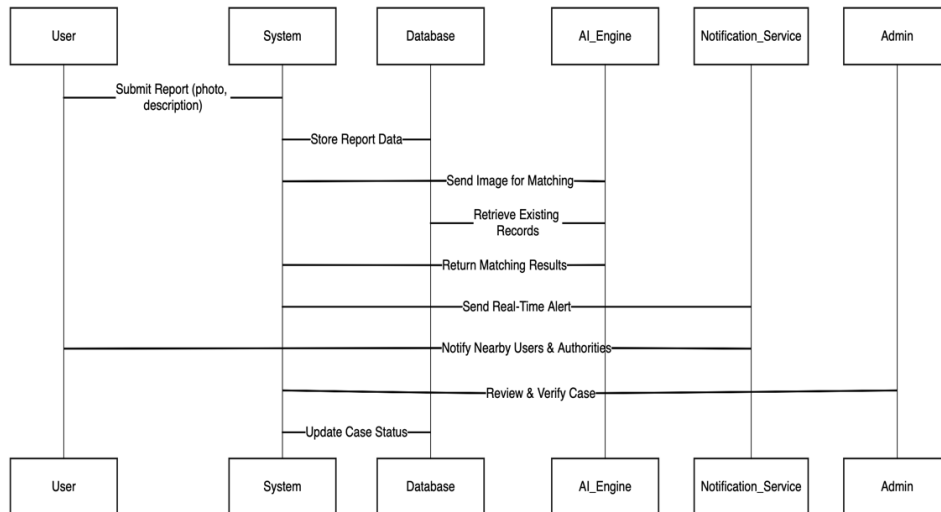 User
System
Database
AI_Engine
Notification_Service
Admin
Submit Report (photo,
description)
Store Report Data
Send Image for Matching
Retrieve Existing
Records
Return Matching Results
Send Real-Time Alert
Notify Nearby Users & Authorities
Review & Verify Case
Update Case Status
User
System
Database
AI_Engine
Notification_Service
Admin